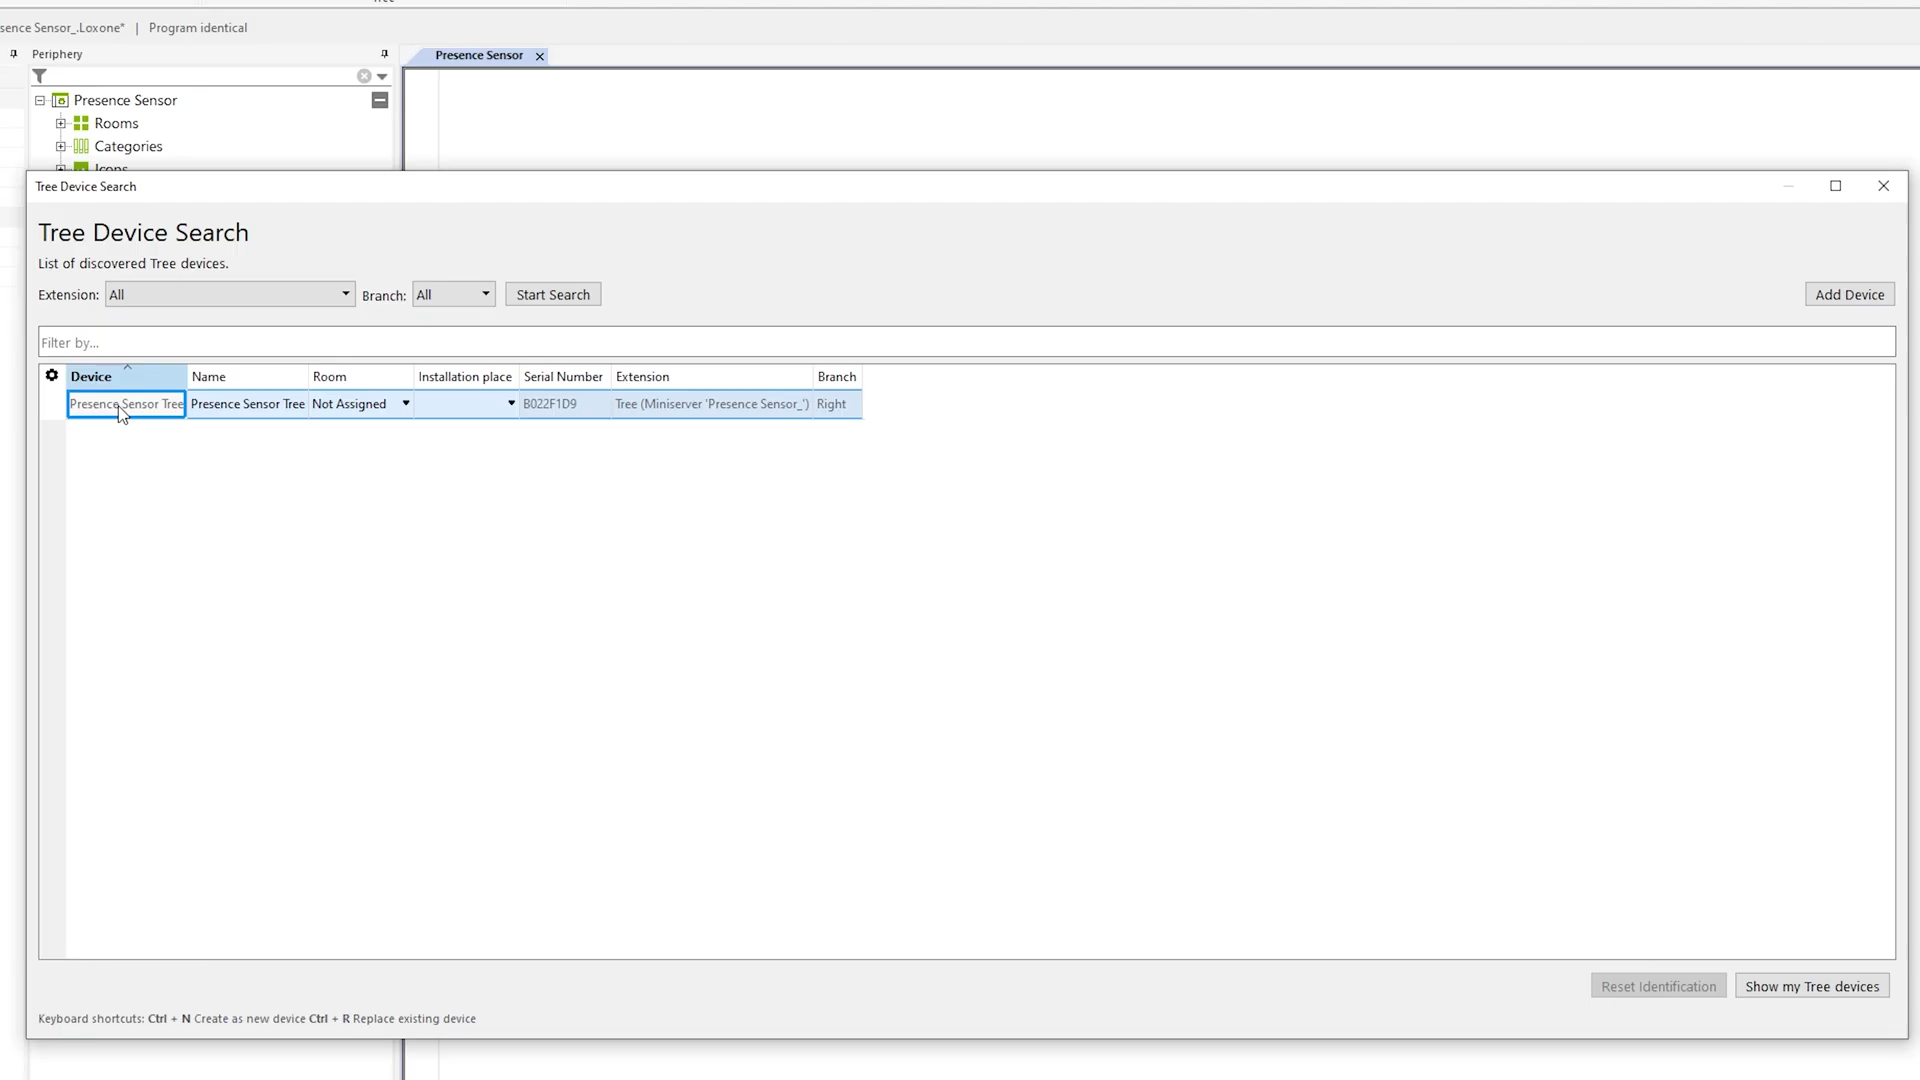 sence Sensor_.Loxone* | Program identical
Periphery
Presence Sensor
Presence Sensor
Rooms
Categories
Icons
Tree Device Search
Tree Device Search
List of discovered Tree devices.
Extension: All Branch: All Start Search Add Device
Filter by...
Device Name Room Installation place Serial Number Extension Branch
Presence Sensor Tree Presence Sensor Tree Not Assigned B022F1D9 Tree (Miniserver 'Presence Sensor_') Right
Reset Identification Show my Tree devices
Keyboard shortcuts: Ctrl + N Create as new device Ctrl + R Replace existing device